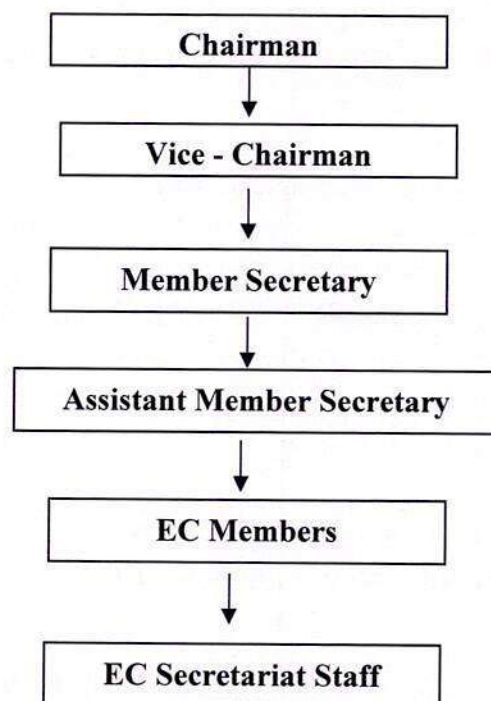 Chairman
Vice - Chairman
Member Secretary
Assistant Member Secretary
EC Members
EC Secretariat Staff